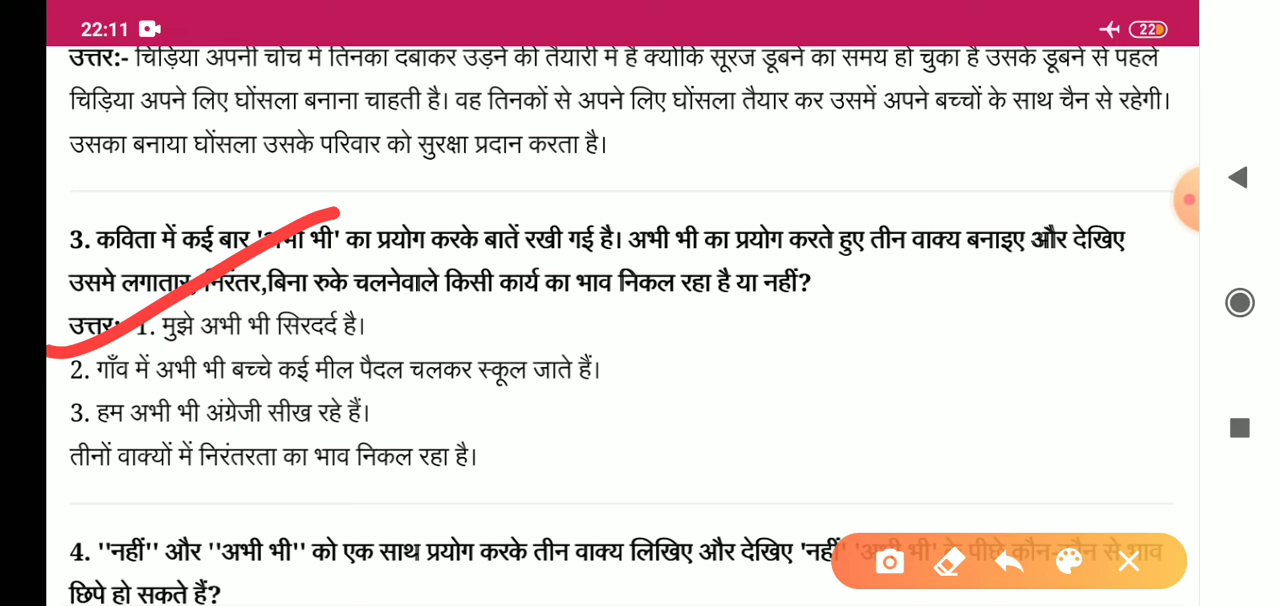 22:11
22
उत्तर:- चिड़िया अपनी चोंच में तिनका दबाकर उड़ने की तैयारी में है क्योंकि सूरज डूबने का समय हो चुका है उसके डूबने से पहले
चिड़िया अपने लिए घोंसला बनाना चाहती है। वह तिनकों से अपने लिए घोंसला तैयार कर उसमें अपने बच्चों के साथ चैन से रहेगी।
उसका बनाया घोंसला उसके परिवार को सुरक्षा प्रदान करता है।
3. कविता में कई बार 'अभी भी' का प्रयोग करके बातें रखी गई है। अभी भी का प्रयोग करते हुए तीन वाक्य बनाइए और देखिए
उसमे लगातार, निरंतर,बिना रुके चलनेवाले किसी कार्य का भाव निकल रहा है या नहीं?
उत्तर:- 1. मुझे अभी भी सिरदर्द है।
2. गाँव में अभी भी बच्चे कई मील पैदल चलकर स्कूल जाते हैं।
3. हम अभी भी अंग्रेजी सीख रहे हैं।
तीनों वाक्यों में निरंतरता का भाव निकल रहा है।
4. ''नहीं'' और ''अभी भी'' को एक साथ प्रयोग करके तीन वाक्य लिखिए और देखिए 'नहीं' 'अभी भी' के पीछे कौन-कौन से भाव
छिपे हो सकते हैं?